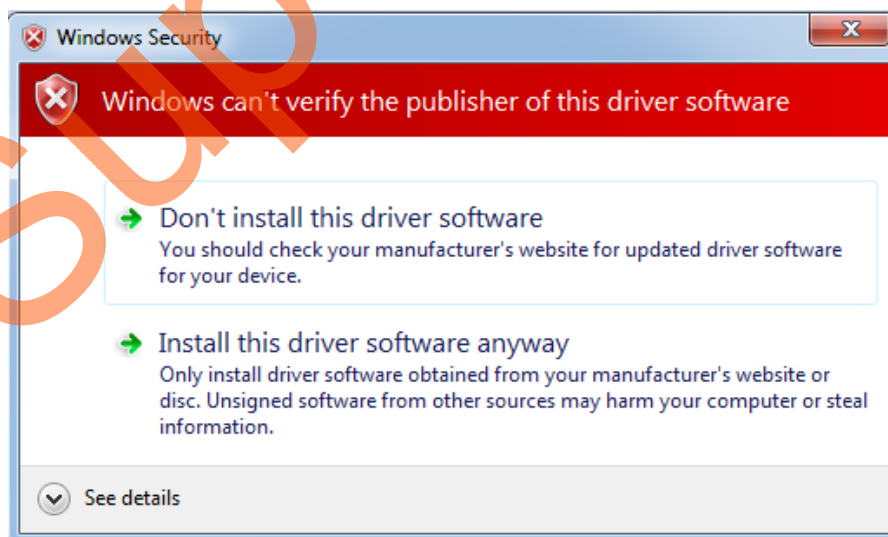 Windows Security
Windows can't verify the publisher of this driver software
Don't install this driver software
You should check your manufacturer's website for updated driver software
for your device.
Install this driver software anyway
Only install driver software obtained from your manufacturer's website or
disc. Unsigned software from other sources may harm your computer or steal
information.
See details
Sup